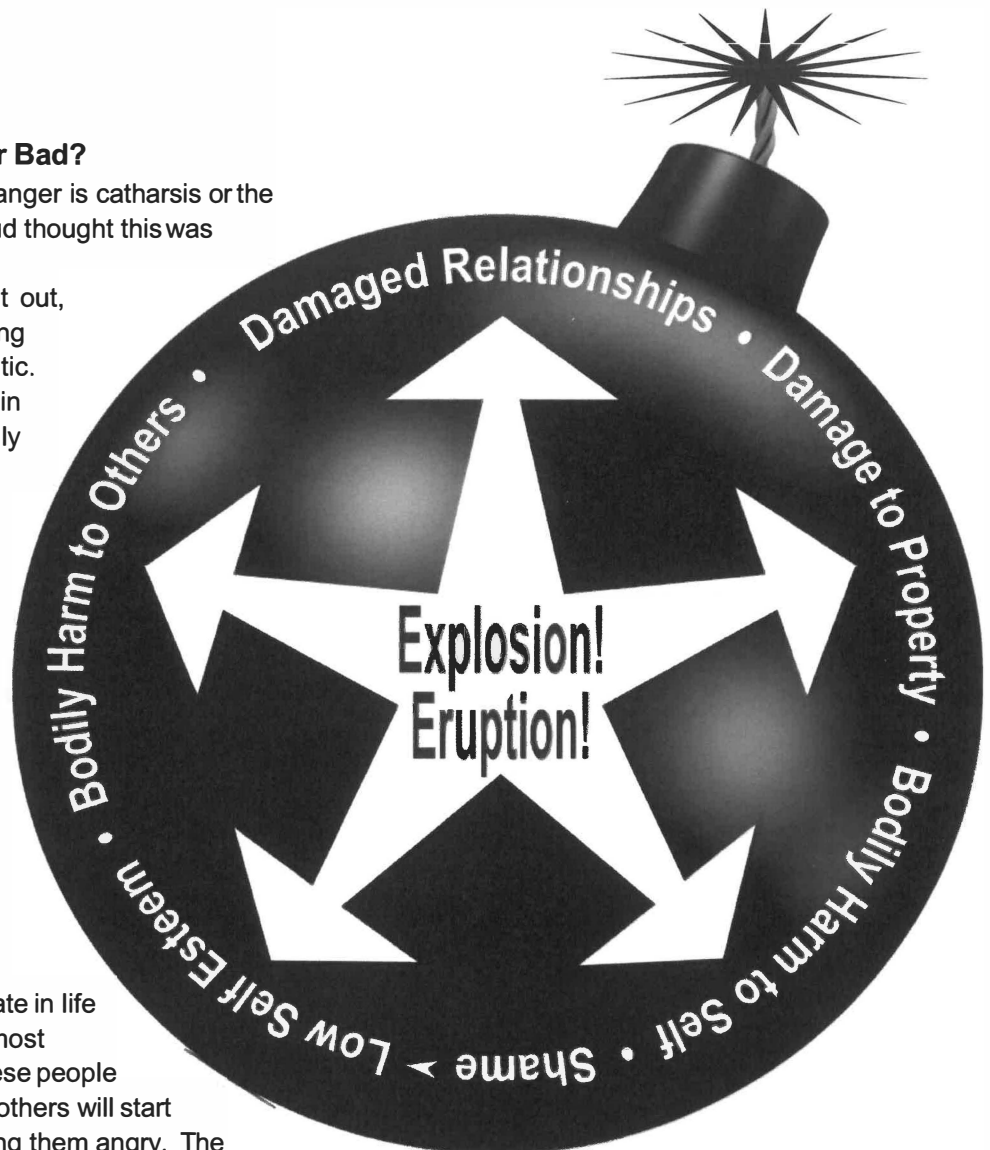 r Bad?
anger is catharsis or the
ud thought this was
t out,
ng
tic.
in
ly
Damaged Relationships • Damage to Property • Bodily Harm to Self • Shame > Low Self Esteem • Bodily Harm to Others •
Explosion!
Eruption!
ate in life
most
ese people
others will start
ng them angry. The